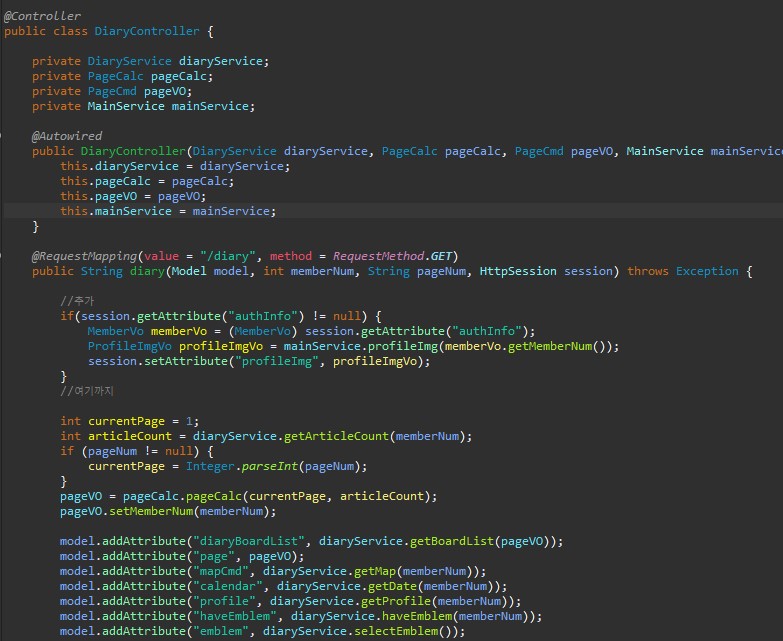 @Controller
public class DiaryController {
private DiaryService diaryService;
private PageCalc pageCalc;
private PageCmd pageVO;
private MainService mainService;
@Autowired
public DiaryController(DiaryService diaryService, PageCalc pageCalc, PageCmd pageVO, MainService mainService
this.diaryService = diaryService;
this.pageCalc = pageCalc;
this.pageVO = pageVO;
this.mainService = mainService;
}
@RequestMapping(value = "/diary", method = RequestMethod.GET)
public String diary(Model model, int memberNum, String pageNum, HttpSession session) throws Exception {
//추가
if(session.getAttribute("authInfo") != null) {
MemberVo memberVo = (MemberVo) session.getAttribute("authInfo");
ProfileImgVo profileImgVo = mainService.profileImg(memberVo.getMemberNum());
session.setAttribute("profileImg", profileImgVo);
}
//여기까지
int currentPage = 1;
int articleCount = diaryService.getArticleCount(memberNum);
if (pageNum != null) {
currentPage = Integer.parseInt(pageNum);
}
pageVO = pageCalc.pageCalc(currentPage, articleCount);
pageVO.setMemberNum(memberNum);
model.addAttribute("diaryBoardList", diaryService.getBoardList(pageVO));
model.addAttribute("page", pageVO);
model.addAttribute("mapCmd", diaryService.getMap(memberNum));
model.addAttribute("calendar", diaryService.getDate(memberNum));
model.addAttribute("profile", diaryService.getProfile(memberNum));
model.addAttribute("haveEmblem", diaryService.haveEmblem(memberNum));
model.addAttribute("emblem", diaryService.selectEmblem());